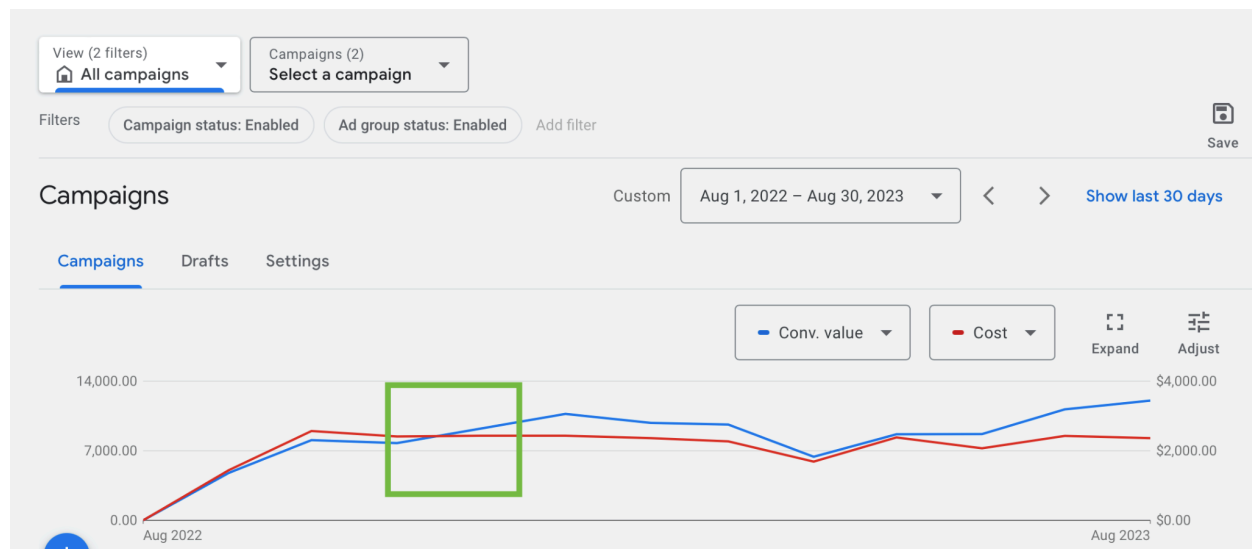 View (2 filters)
All campaigns
Campaigns (2)
Select a campaign
Filters
Campaign status: Enabled
Ad group status: Enabled
Add filter
Save
Campaigns
Custom
Aug 1, 2022 – Aug 30, 2023
Show last 30 days
Campaigns
Drafts
Settings
Conv. value
Cost
Expand
Adjust
14,000.00
$4,000.00
7,000.00
$2,000.00
0.00
$0.00
Aug 2022
Aug 2023